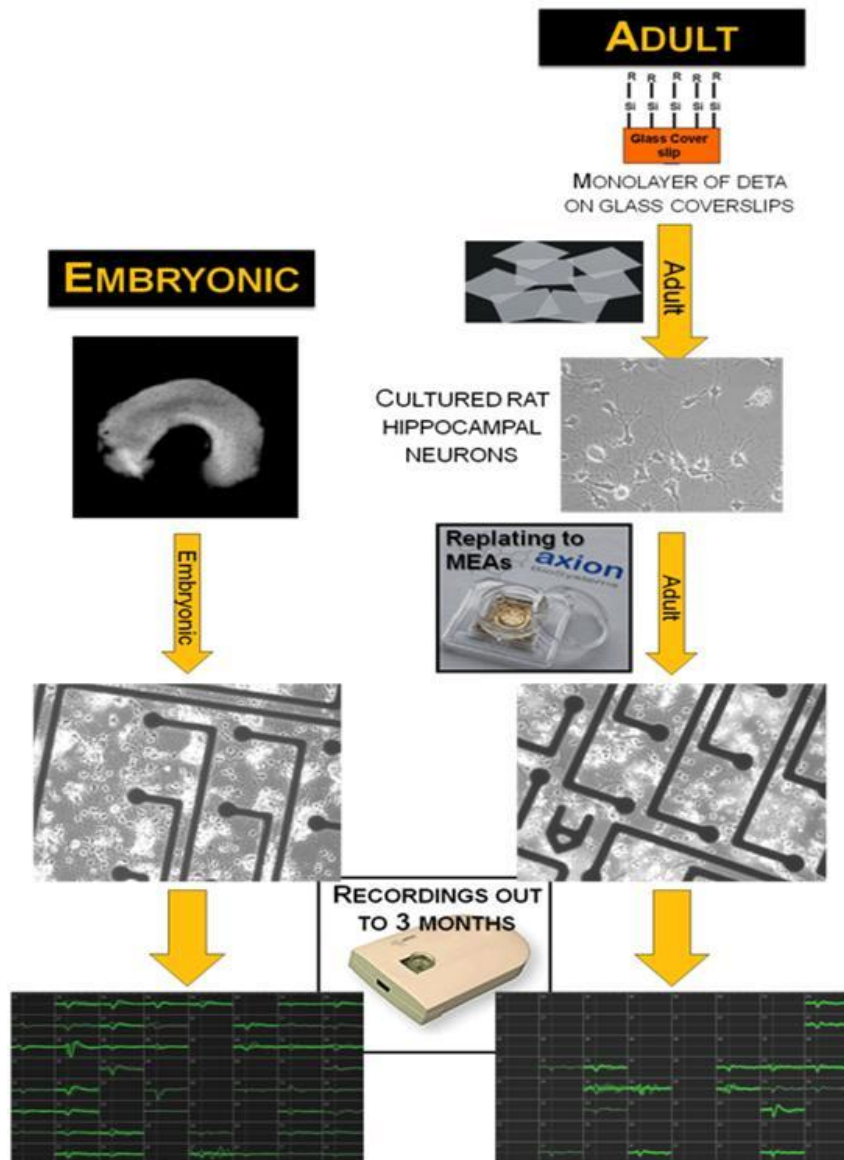 ADULT
R R R R R
Si Si Si Si Si
Glass Cover
slip
MONOLAYER OF DETA
ON GLASS COVERSLIPS
Adult
EMBRYONIC
CULTURED RAT
HIPPOCAMPAL
NEURONS
Replating to
MEAs
axion
BioSystems
Embryonic
Adult
RECORDINGS OUT
TO 3 MONTHS